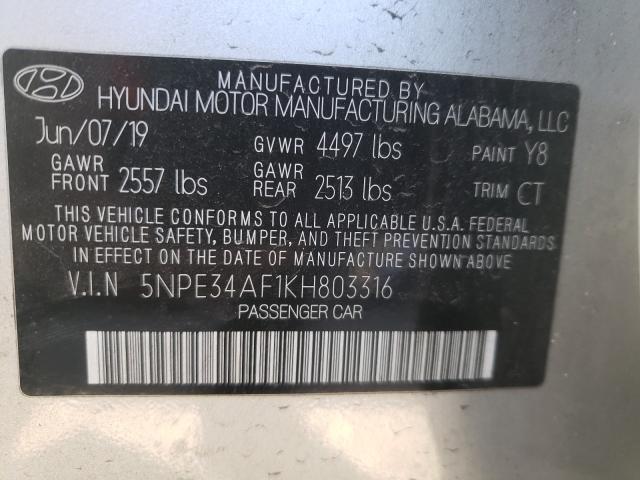 MANUFACTURED BY
HYUNDAI MOTOR MANUFACTURING ALABAMA, LLC
Jun/07/19 GVWR 4497 lbs PAINT Y8
GAWR FRONT 2557 lbs GAWR REAR 2513 lbs TRIM CT
THIS VEHICLE CONFORMS TO ALL APPLICABLE U.S.A. FEDERAL
MOTOR VEHICLE SAFETY, BUMPER, AND THEFT PREVENTION STANDARDS
IN EFFECT ON THE DATE OF MANUFACTURE SHOWN ABOVE.
V.I.N 5NPE34AF1KH803316
PASSENGER CAR